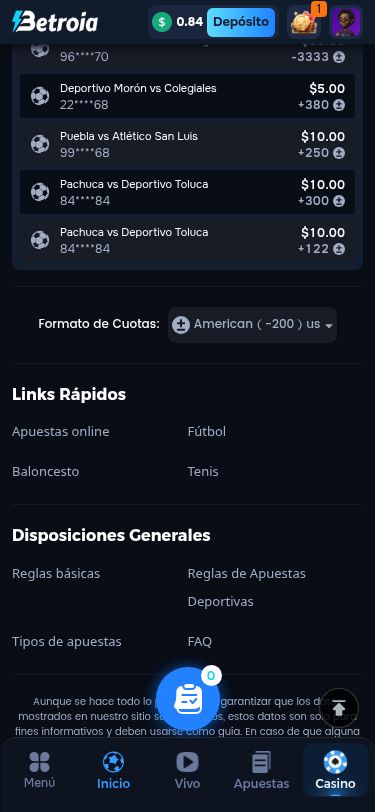 Betroia
$ 0.84 Depósito
1
96****70
-3333
Deportivo Morón vs Colegiales $5.00
22****68 +380
Puebla vs Atlético San Luis $10.00
99****68 +250
Pachuca vs Deportivo Toluca $10.00
84****84 +300
Pachuca vs Deportivo Toluca $10.00
84****84 +122
Formato de Cuotas: American ( -200 ) us
Links Rápidos
Apuestas online Fútbol
Baloncesto Tenis
Disposiciones Generales
Reglas básicas Reglas de Apuestas
Deportivas
Tipos de apuestas FAQ
0
Aunque se hace todo lo garantizar que los
mostrados en nuestro sitio estos datos son solo para
fines informativos y deben usarse como guía. En caso de que alguna
Menú Inicio Vivo Apuestas Casino